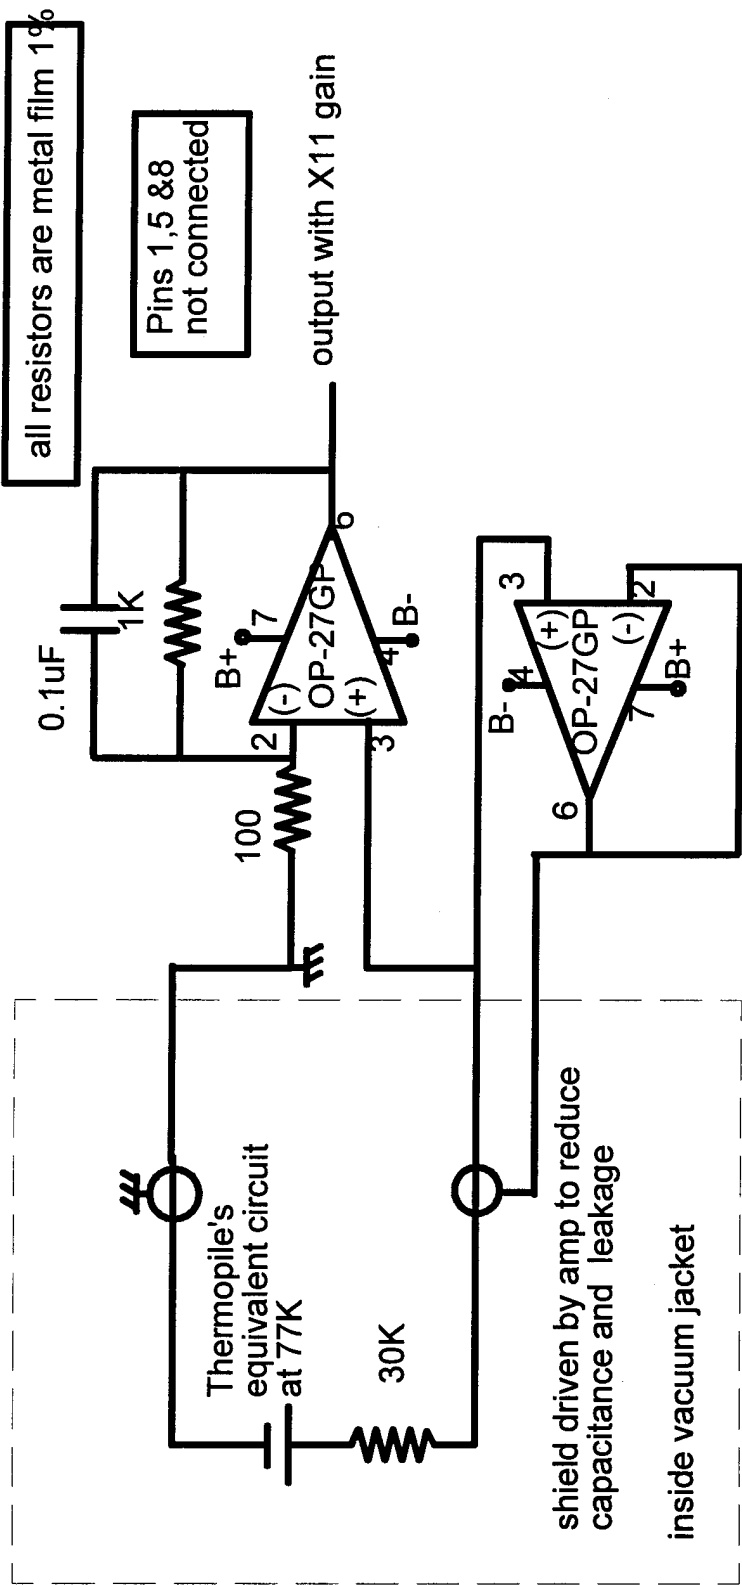 all resistors are metal film 1%
Pins 1,5 &8
not connected
0.1uF
1K
B+
7
6
output with X11 gain
100
2
(-)
OP-27GP
(+)
3
4
B-
Thermopile's
equivalent circuit
at 77K
30K
B-
4
3
(+)
OP-27GP
6
(-)
2
7
B+
shield driven by amp to reduce
capacitance and leakage
inside vacuum jacket